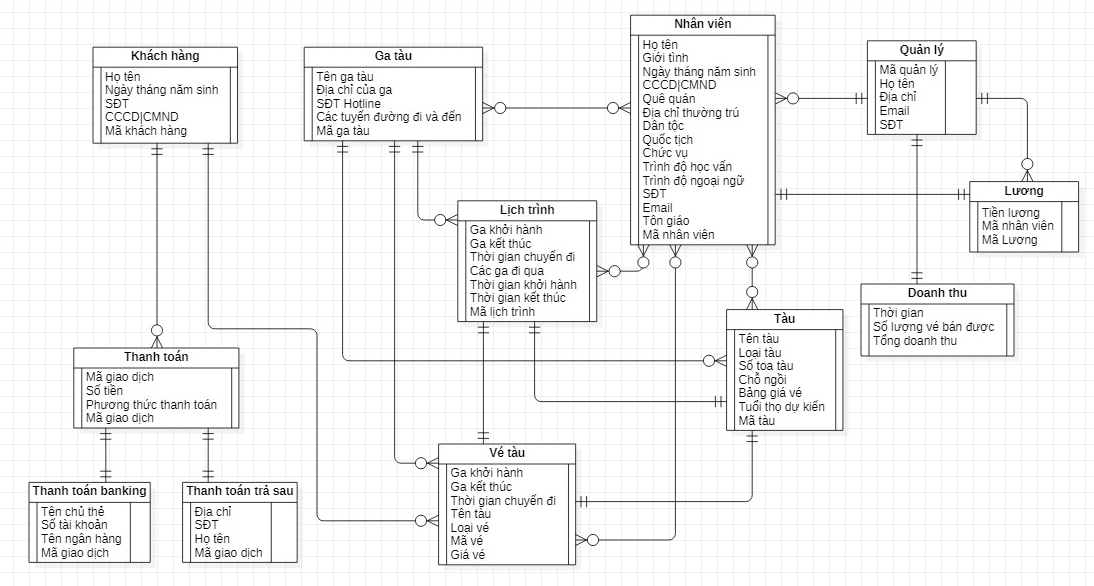 Khách hàng
Họ tên
Ngày tháng năm sinh
SĐT
CCCD|CMND
Mã khách hàng
Ga tàu
Tên ga tàu
Địa chỉ của ga
SĐT Hotline
Các tuyến đường đi và đến
Mã ga tàu
Nhân viên
Họ tên
Giới tình
Ngày tháng năm sinh
CCCD|CMND
Quê quán
Địa chỉ thường trú
Dân tộc
Quốc tịch
Chức vụ
Trình độ học vấn
Trình độ ngoại ngữ
SĐT
Email
Tôn giáo
Mã nhân viên
Quản lý
Mã quản lý
Họ tên
Địa chỉ
Email
SĐT
Lương
Tiền lương
Mã nhân viên
Mã Lương
Lịch trình
Ga khởi hành
Ga kết thúc
Thời gian chuyến đi
Các ga đi qua
Thời gian khởi hành
Thời gian kết thúc
Mã lịch trình
Doanh thu
Thời gian
Số lượng vé bán được
Tổng doanh thu
Tàu
Tên tàu
Loại tàu
Số toa tàu
Chỗ ngồi
Bảng giá vé
Tuổi thọ dự kiến
Mã tàu
Thanh toán
Mã giao dịch
Số tiền
Phương thức thanh toán
Mã giao dịch
Vé tàu
Ga khởi hành
Ga kết thúc
Thời gian chuyến đi
Tên tàu
Loại vé
Mã vé
Giá vé
Thanh toán banking
Tên chủ thẻ
Số tài khoản
Tên ngân hàng
Mã giao dịch
Thanh toán trả sau
Địa chỉ
SĐT
Họ tên
Mã giao dịch